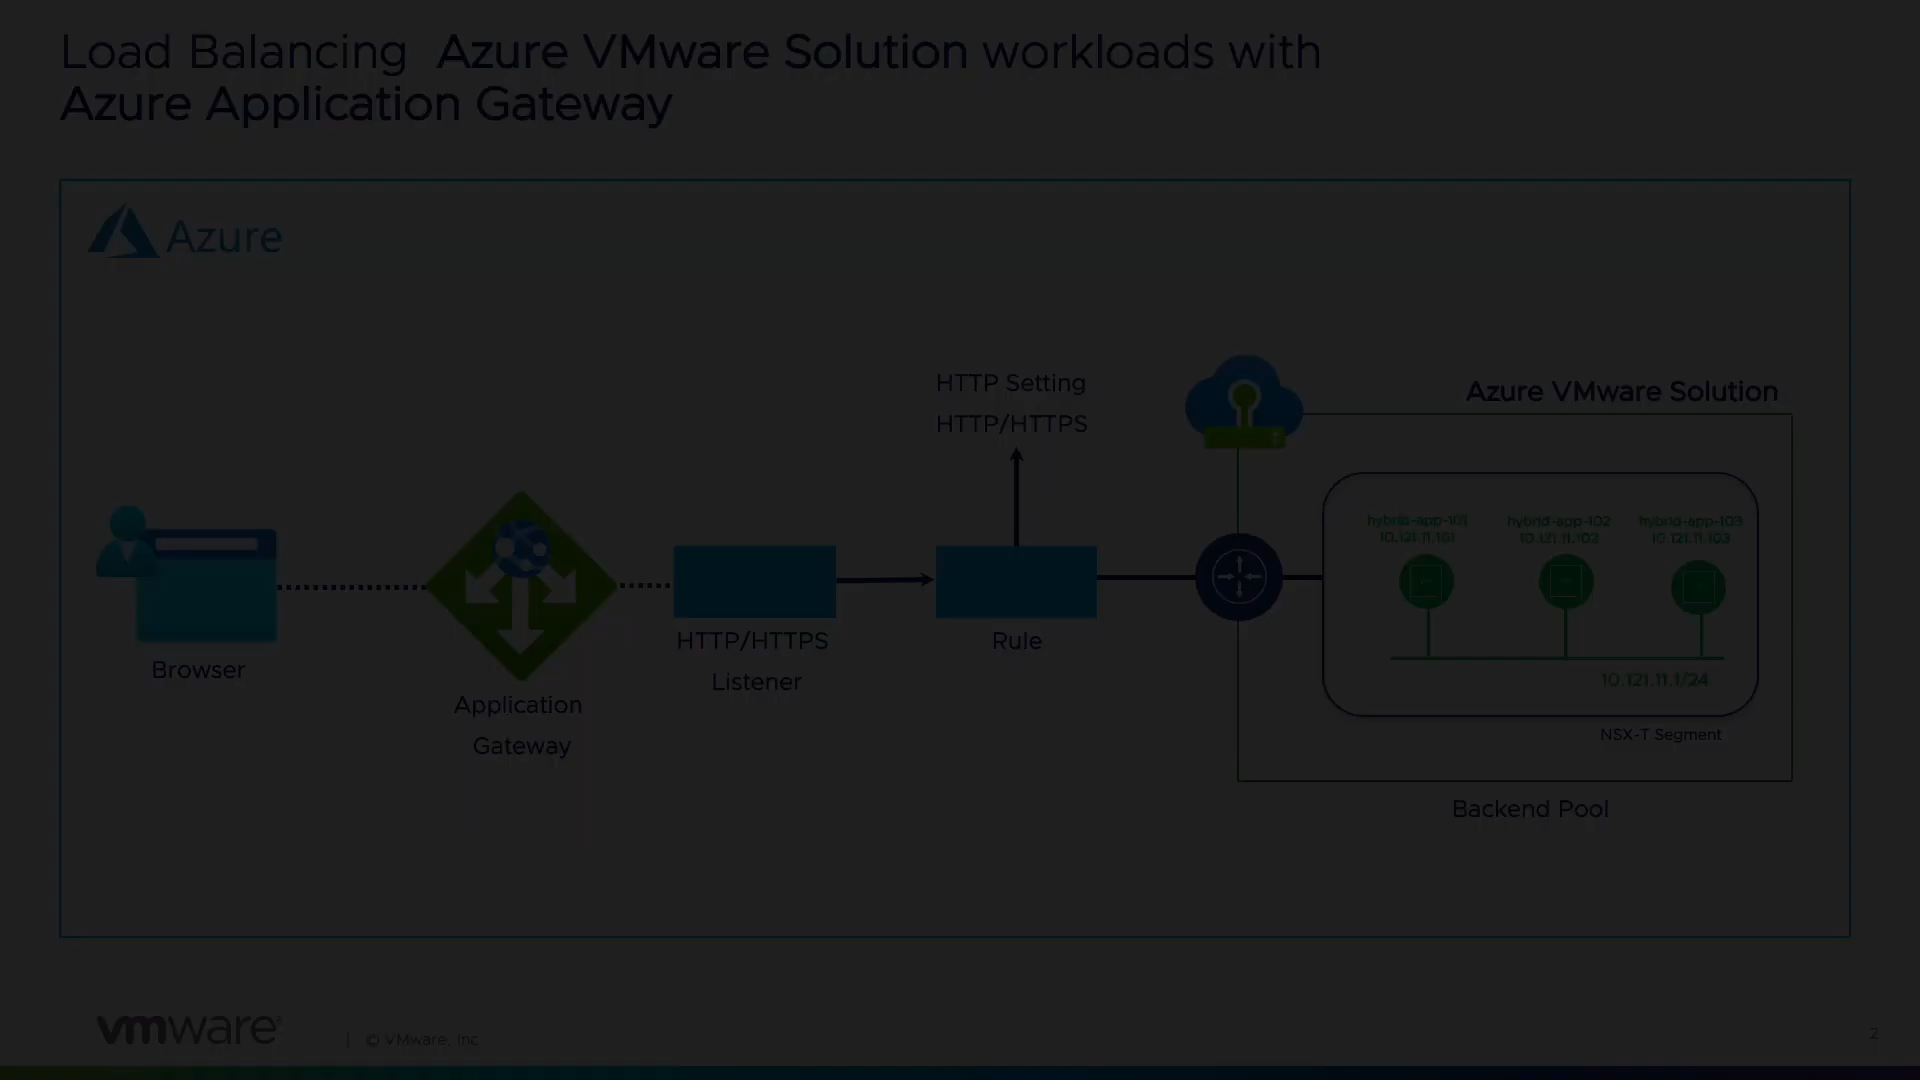 Load Balancing Azure VMware Solution workloads with
Azure Application Gateway
Azure
HTTP Setting
HTTP/HTTPS
Azure VMware Solution
hybrid-app-101
10.121.11.101
hybrid-app-102
10.121.11.102
hybrid-app-103
10.121.11.103
10.121.11.1/24
NSX-T Segment
Backend Pool
Browser
Application
Gateway
HTTP/HTTPS
Listener
Rule
vmware
| © VMware, Inc
2